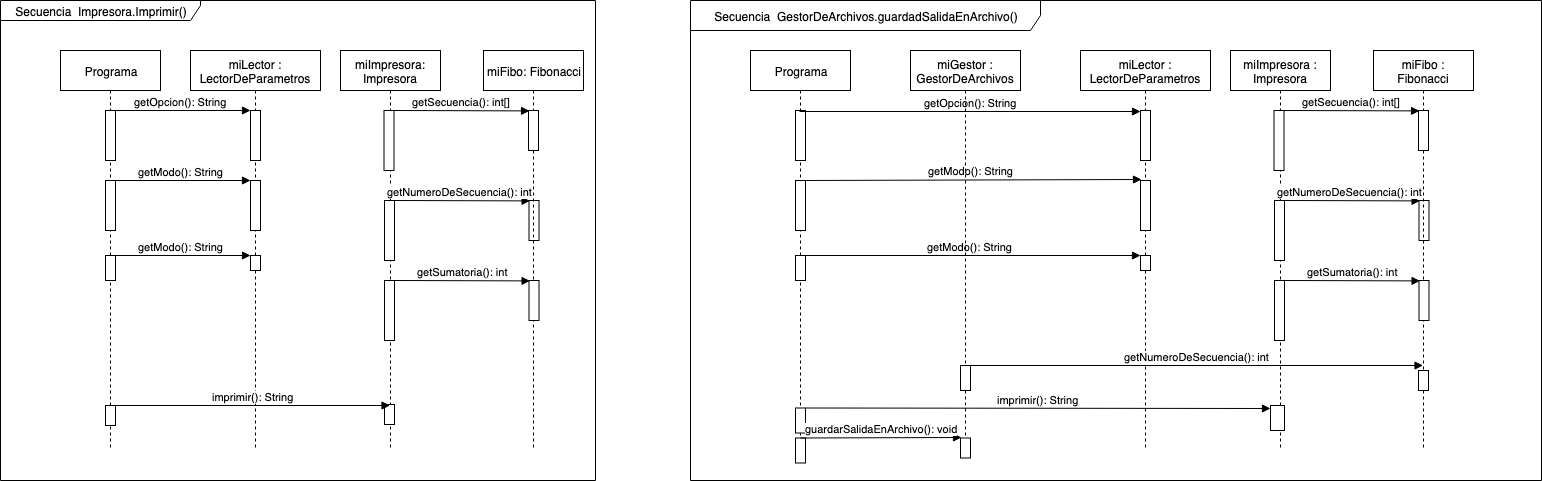 Secuencia Impresora.Imprimir()
Programa
miLector :
LectorDeParametros
miImpresora:
Impresora
miFibo: Fibonacci
getOpcion(): String
getSecuencia(): int[]
getModo(): String
getNumeroDeSecuencia(): int
getModo(): String
getSumatoria(): int
imprimir(): String
Secuencia GestorDeArchivos.guardadSalidaEnArchivo()
Programa
miGestor :
GestorDeArchivos
miLector :
LectorDeParametros
miImpresora :
Impresora
miFibo :
Fibonacci
getOpcion(): String
getSecuencia(): int[]
getModo(): String
getNumeroDeSecuencia(): int
getModo(): String
getSumatoria(): int
getNumeroDeSecuencia(): int
imprimir(): String
guardarSalidaEnArchivo(): void